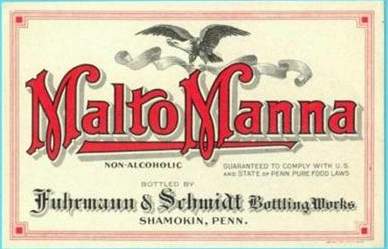 Malto Manna
NON-ALCOHOLIC
GUARANTEED TO COMPLY WITH U.S.
AND STATE OF PENN PURE FOOD LAWS
BOTTLED BY
Fuhrmann & Schmidt Bottling Works
SHAMOKIN, PENN.